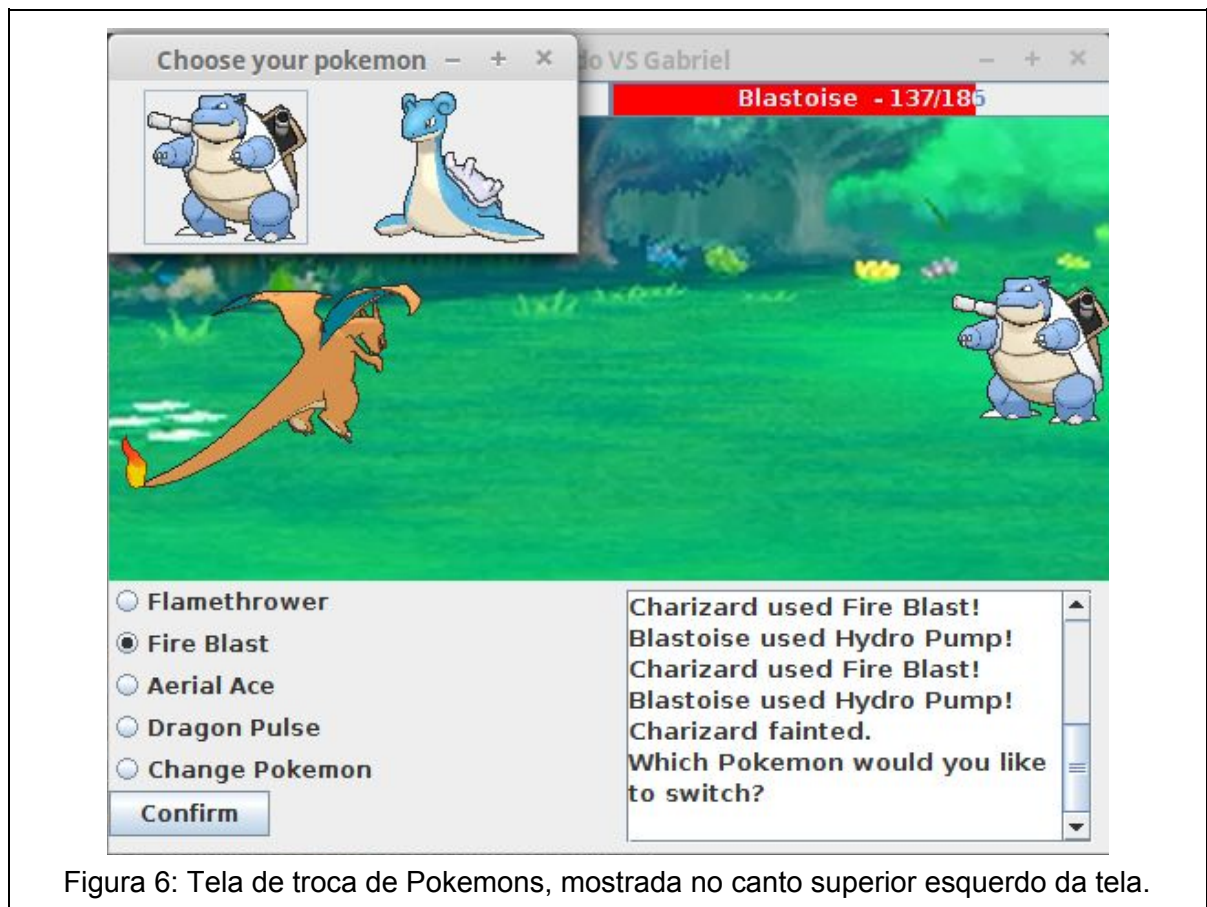 Choose your pokemon
do VS Gabriel
Blastoise - 137/186
Flamethrower
Fire Blast
Aerial Ace
Dragon Pulse
Change Pokemon
Confirm
Charizard used Fire Blast!
Blastoise used Hydro Pump!
Charizard used Fire Blast!
Blastoise used Hydro Pump!
Charizard fainted.
Which Pokemon would you like
to switch?
Figura 6: Tela de troca de Pokemons, mostrada no canto superior esquerdo da tela.